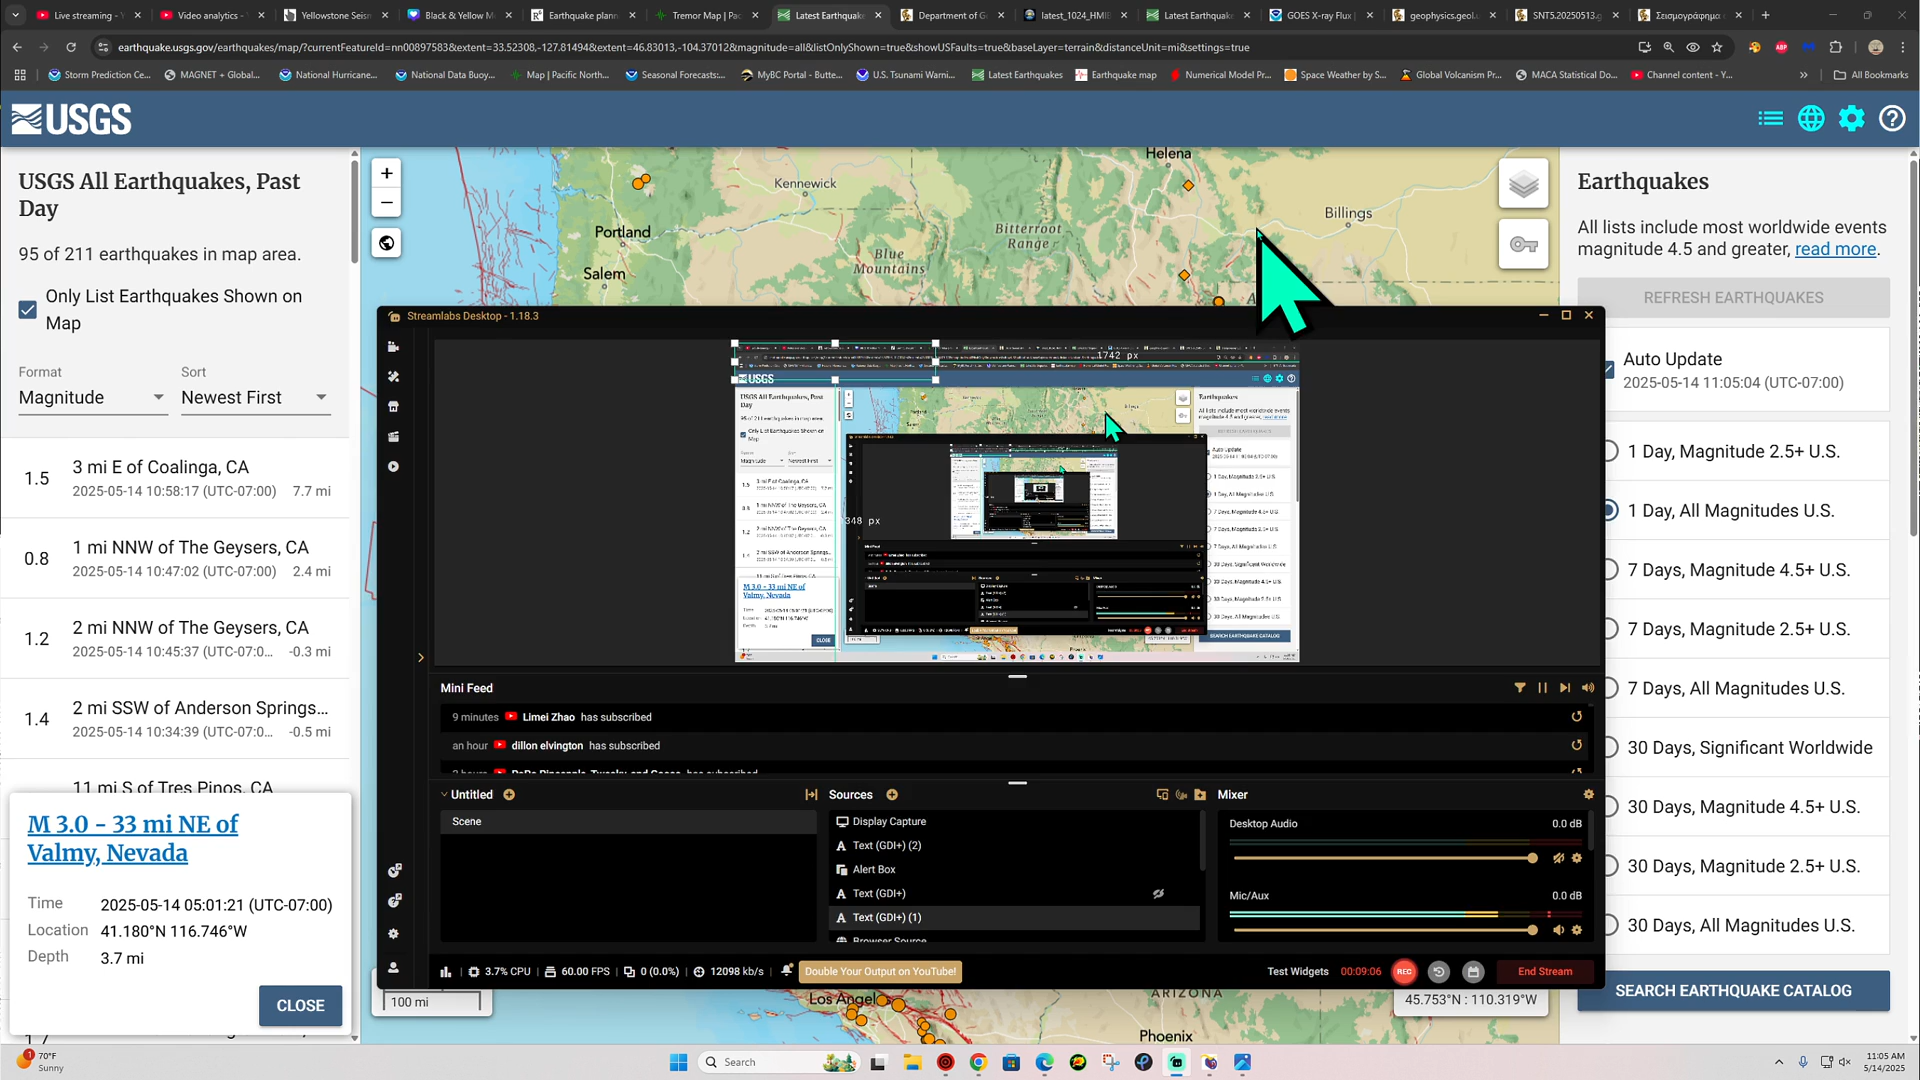 Live streaming - Y
Video analytics -
Yellowstone Seism
Black & Yellow M
Earthquake plann
Tremor Map | Pac
Latest Earthquake
Department of G
latest_1024_HMIB
Latest Earthquake
GOES X-ray Flux |
geophysics.geol.
SNT5.20250513.g
Σεισμογράφημα σ
earthquake.usgs.gov/earthquakes/map/?currentFeatureId=nn00897583&extent=33.52308,-127.81494&extent=46.83013,-104.37012&magnitude=all&listOnlyShown=true&showUSFaults=true&baseLayer=terrain&distanceUnit=mi&settings=true
Storm Prediction Ce...
MAGNET + Global...
National Hurricane...
National Data Buoy...
Map | Pacific North...
Seasonal Forecasts:...
MyBC Portal - Butte...
U.S. Tsunami Warni...
Latest Earthquakes
Earthquake map
Numerical Model Pr...
Space Weather by S...
Global Volcanism Pr...
MACA Statistical Do...
Channel content - Y...
All Bookmarks
USGS
USGS All Earthquakes, Past
Day
95 of 211 earthquakes in map area.
Only List Earthquakes Shown on
Map
Format
Sort
Magnitude
Newest First
1.5
3 mi E of Coalinga, CA
2025-05-14 10:58:17 (UTC-07:00) 7.7 mi
0.8
1 mi NNW of The Geysers, CA
2025-05-14 10:47:02 (UTC-07:00) 2.4 mi
1.2
2 mi NNW of The Geysers, CA
2025-05-14 10:45:37 (UTC-07:0... -0.3 mi
1.4
2 mi SSW of Anderson Springs...
2025-05-14 10:34:39 (UTC-07:0... -0.5 mi
11 mi S of Tres Pinos, CA
M 3.0 - 33 mi NE of
Valmy, Nevada
Time 2025-05-14 05:01:21 (UTC-07:00)
Location 41.180°N 116.746°W
Depth 3.7 mi
CLOSE
Helena
Kennewick
Billings
Portland
Bitterroot
Range
Salem
Blue
Mountains
Streamlabs Desktop - 1.18.3
1742 px
348 px
Mini Feed
9 minutes Limei Zhao has subscribed
an hour dillon elvington has subscribed
Untitled
Scene
Sources
Display Capture
Text (GDI+) (2)
Alert Box
Text (GDI+)
Text (GDI+) (1)
Browser Source
Mixer
Desktop Audio 0.0 dB
Mic/Aux 0.0 dB
3.7% CPU
60.00 FPS
0 (0.0%)
12098 kb/s
Double Your Output on YouTube!
Test Widgets
00:09:06
REC
End Stream
100 mi
Los Angeles
ARIZONA
Phoenix
45.753°N : 110.319°W
Earthquakes
All lists include most worldwide events
magnitude 4.5 and greater, read more.
REFRESH EARTHQUAKES
Auto Update
2025-05-14 11:05:04 (UTC-07:00)
1 Day, Magnitude 2.5+ U.S.
1 Day, All Magnitudes U.S.
7 Days, Magnitude 4.5+ U.S.
7 Days, Magnitude 2.5+ U.S.
7 Days, All Magnitudes U.S.
30 Days, Significant Worldwide
30 Days, Magnitude 4.5+ U.S.
30 Days, Magnitude 2.5+ U.S.
30 Days, All Magnitudes U.S.
SEARCH EARTHQUAKE CATALOG
1
70°F
Sunny
Search
11:05 AM
5/14/2025